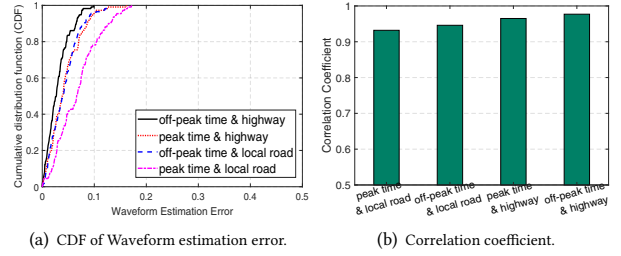 Cumulative distribution function (CDF)
1
0.8
0.6
0.4
0.2
0
off-peak time & highway
peak time & highway
off-peak time & local road
peak time & local road
0
0.1
0.2
0.3
0.4
0.5
Waveform Estimation Error
(a) CDF of Waveform estimation error.
Correlation Coefficient
1
0.9
0.8
0.7
0.6
0.5
peak time
& local road
off-peak time
& local road
peak time
& highway
off-peak time
& highway
(b) Correlation coefficient.